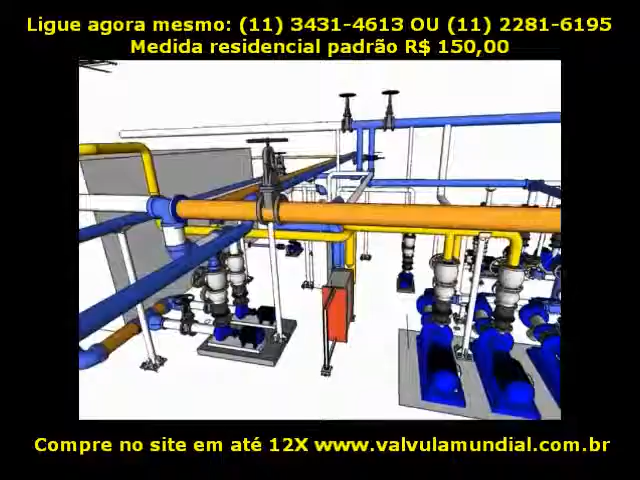 Ligue agora mesmo: (11) 3431-4613 OU (11) 2281-6195
Medida residencial padrão R$ 150,00
Compre no site em até 12X www.valvulamundial.com.br